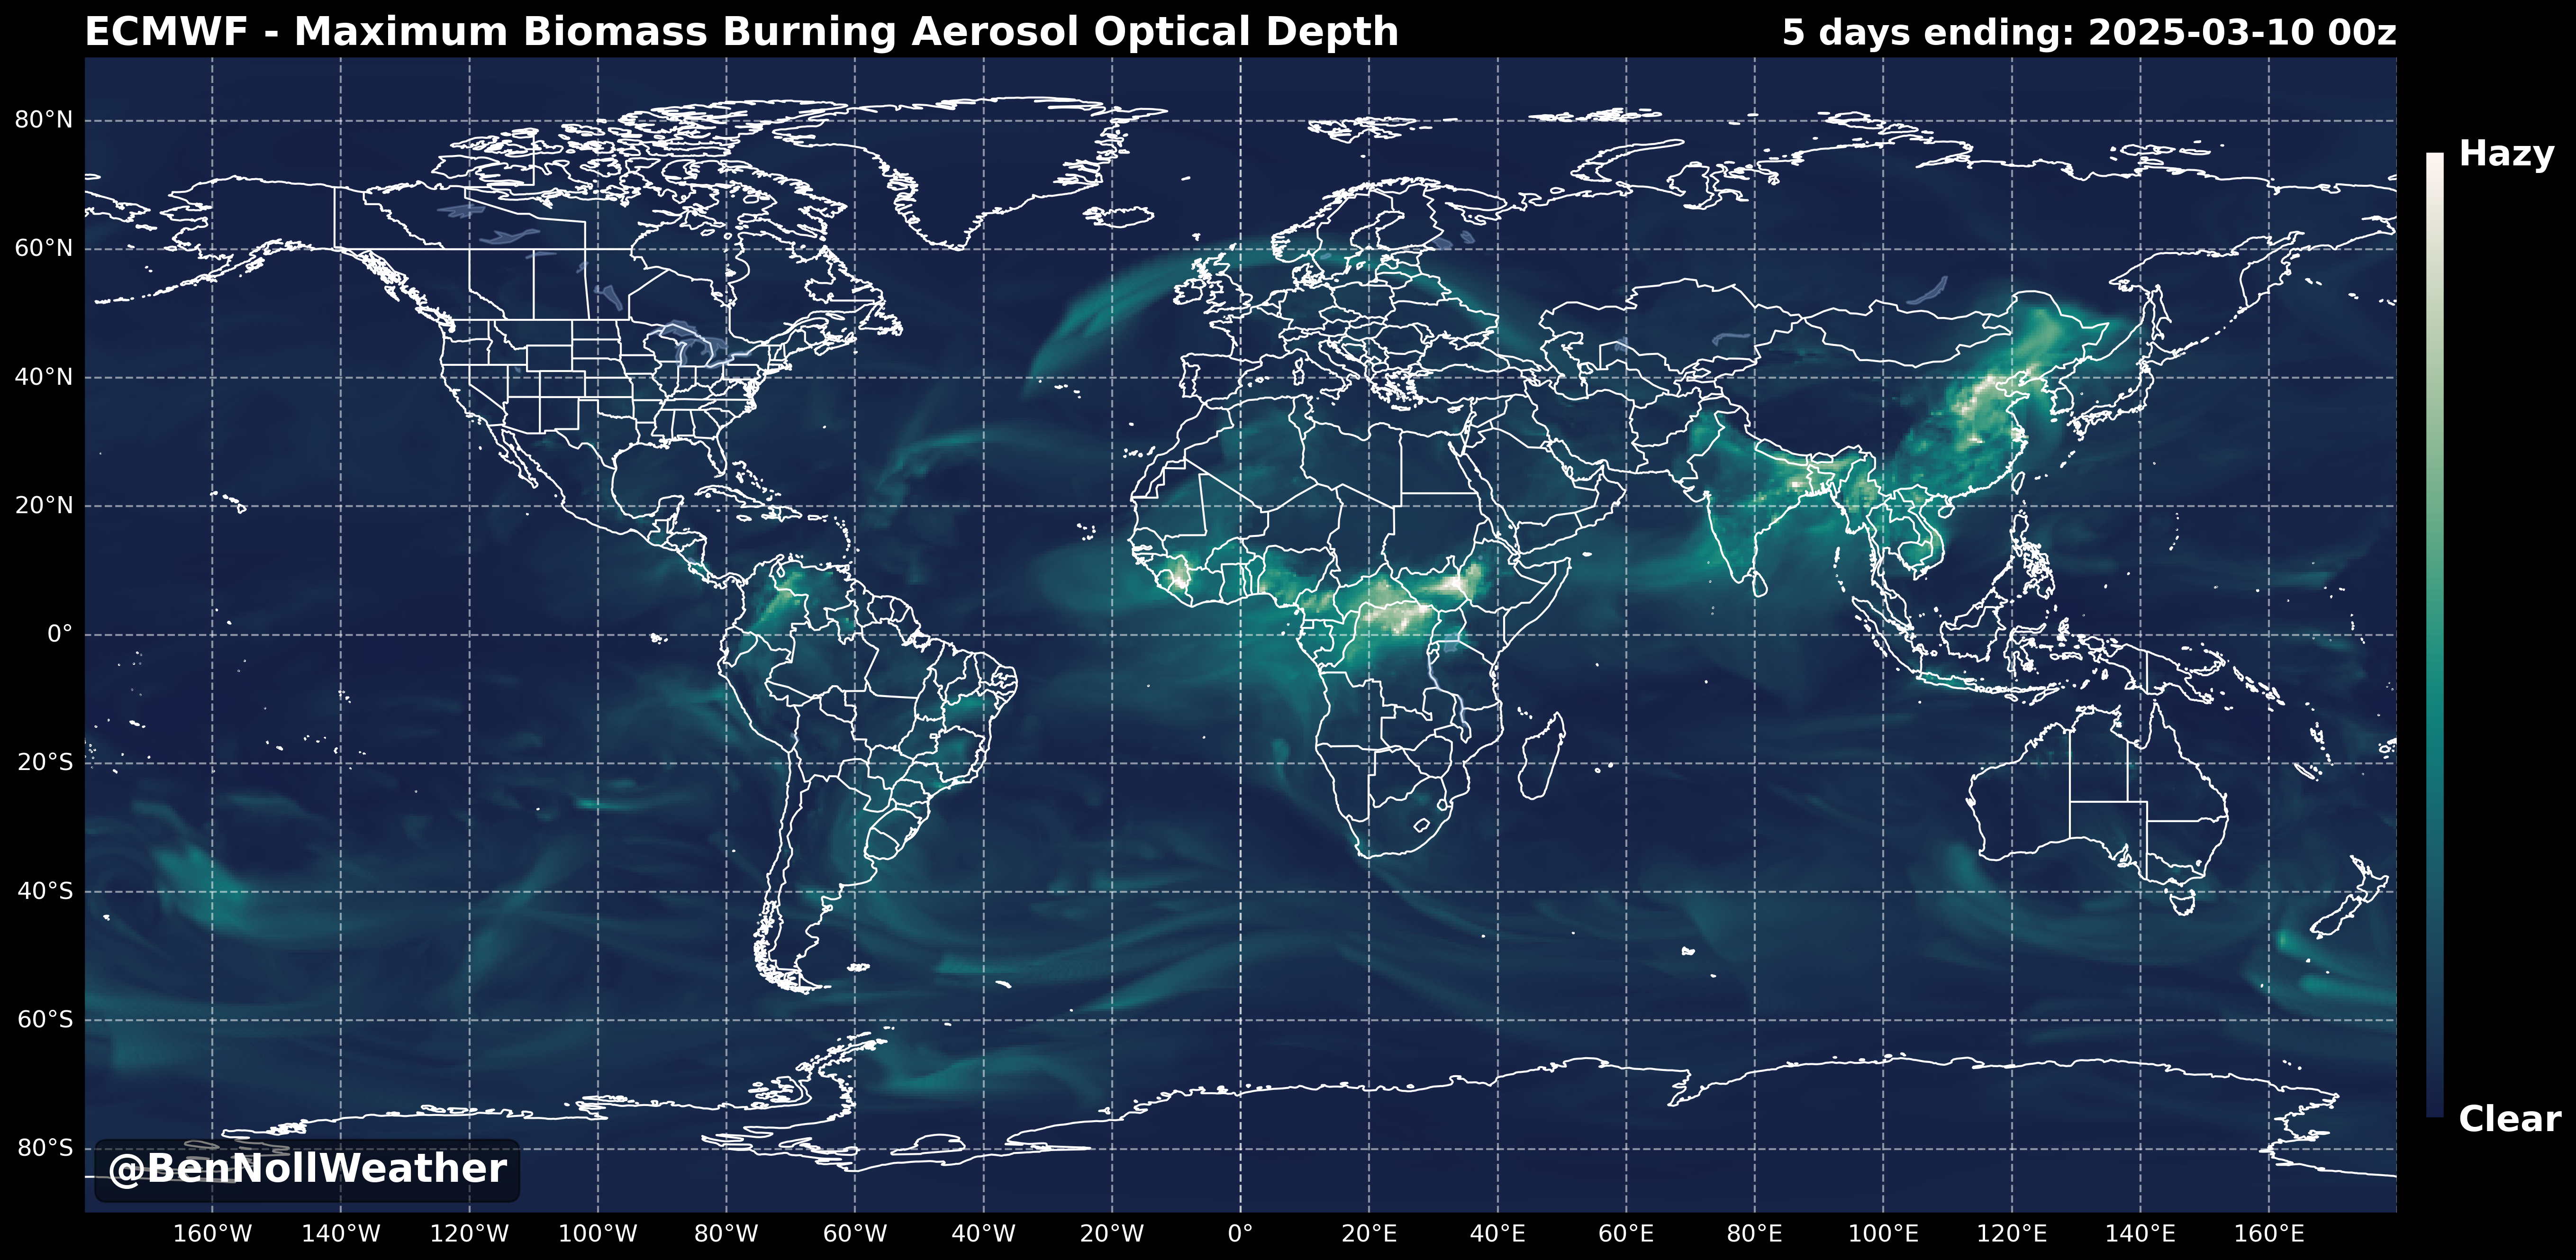 ECMWF - Maximum Biomass Burning Aerosol Optical Depth
5 days ending: 2025-03-10 00z
Hazy
Clear
80°N
60°N
40°N
20°N
0°
20°S
40°S
60°S
80°S
@BenNollWeather
160°W 140°W 120°W 100°W 80°W 60°W 40°W 20°W 0° 20°E 40°E 60°E 80°E 100°E 120°E 140°E 160°E